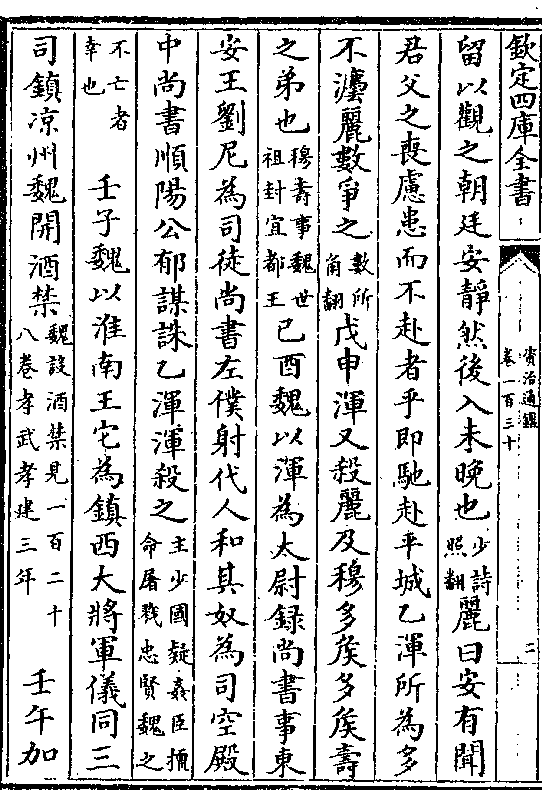 欽定四庫全書
資治通鑑
卷一百三十
二
留以觀之朝廷安靜然後入未晚也少詩照翻麗曰安有聞
君父之喪慮患而不赴者乎即馳赴平城乙渾所為多
不灋麗數爭之數所角翻戊申渾又殺麗及穆多侯多侯壽
之弟也穆壽事魏世祖封宜都王己酉魏以渾為太尉録尚書事東
安王劉尼為司徒尚書左僕射代人和其奴為司空殿
中尚書順陽公郁謀誅乙渾渾殺之主少國疑姦臣擅命屠戮忠賢魏之
不亡者幸也壬子魏以淮南王它為鎮西大將軍儀同三
司鎮凉州魏開酒禁魏設酒禁見一百二十八卷孝武孝建三年壬午加